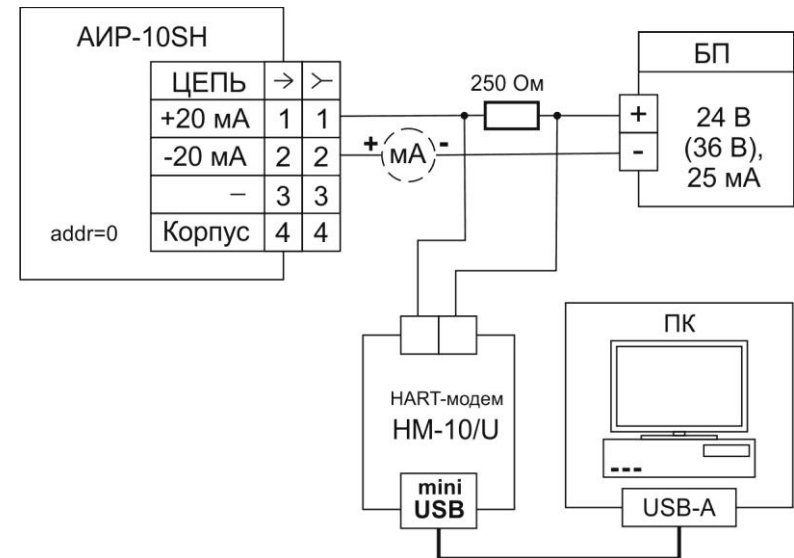 АИР-10SH
ЦЕПЬ → >-
+20 мА 1 1
-20 мА 2 2
– 3 3
Корпус 4 4
addr=0
+ мА -
250 Ом
БП
+
-
24 В
(36 В),
25 мА
HART-модем
НМ-10/U
mini
USB
ПК
USB-A